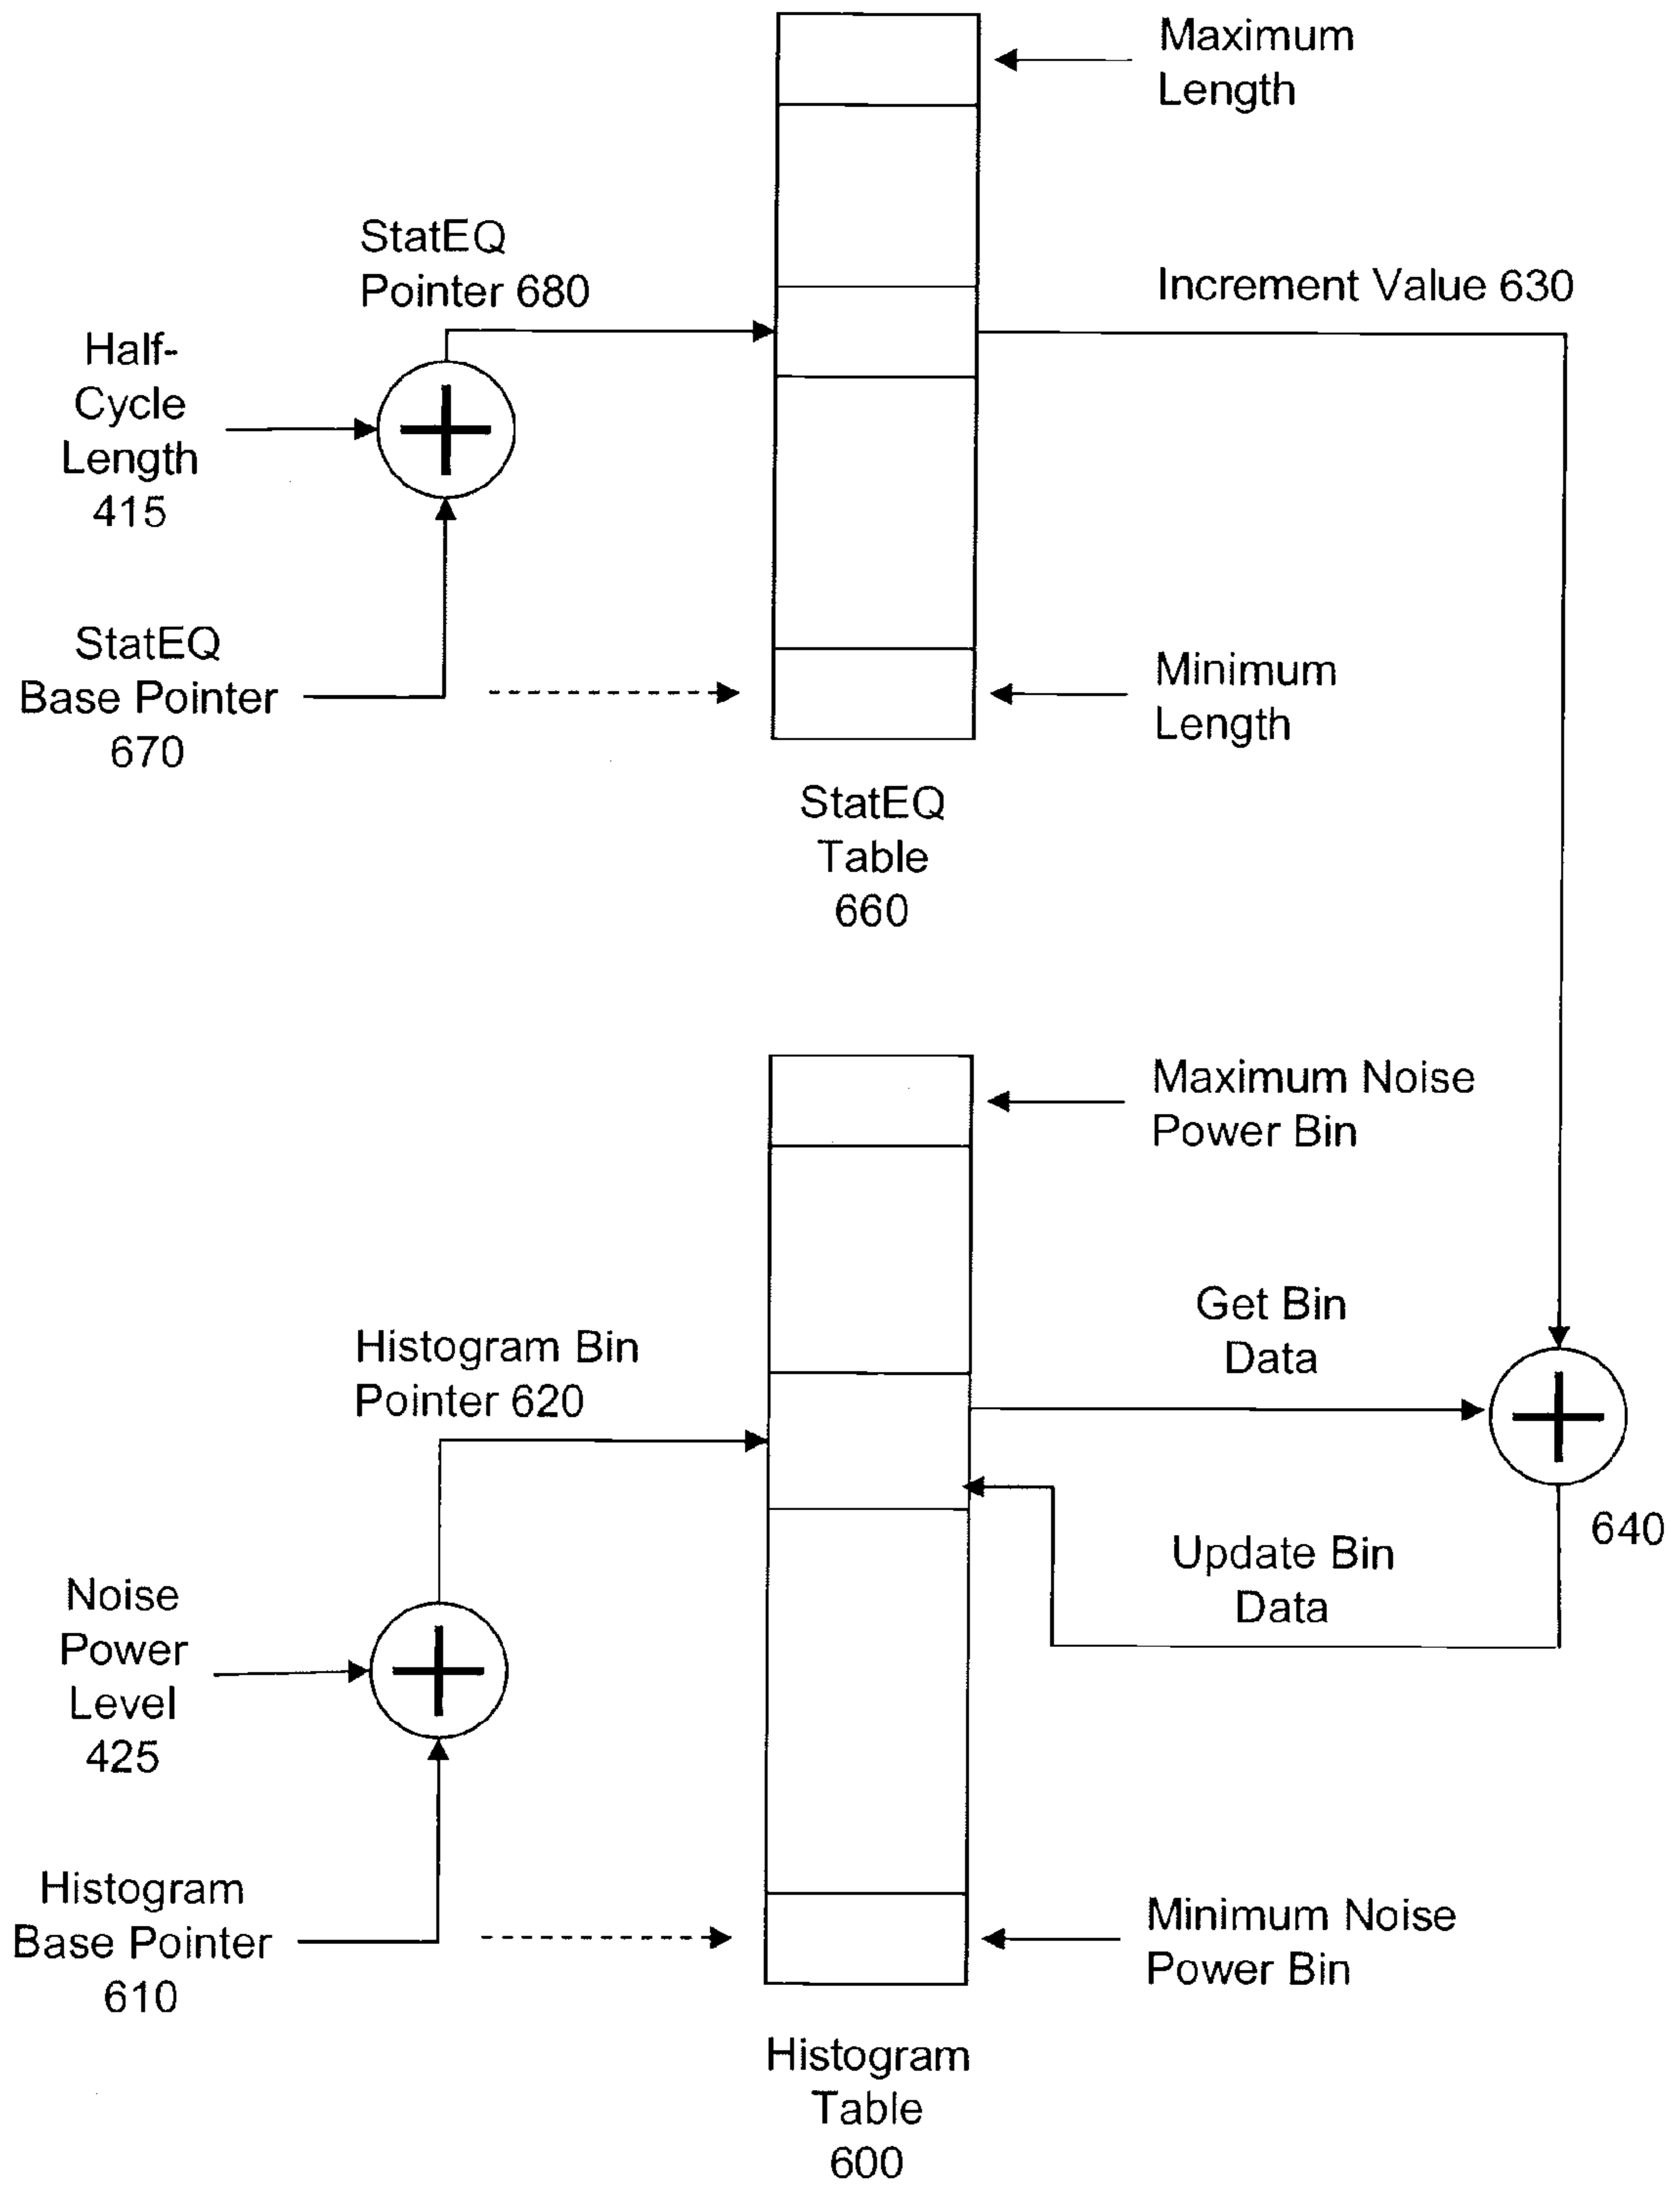 Maximum
Length
StatEQ
Pointer 680
Increment Value 630
Half-
Cycle
Length
415
StatEQ
Base Pointer
670
Minimum
Length
StatEQ
Table
660
Maximum Noise
Power Bin
Get Bin
Data
Histogram Bin
Pointer 620
640
Update Bin
Data
Noise
Power
Level
425
Histogram
Base Pointer
610
Minimum Noise
Power Bin
Histogram
Table
600